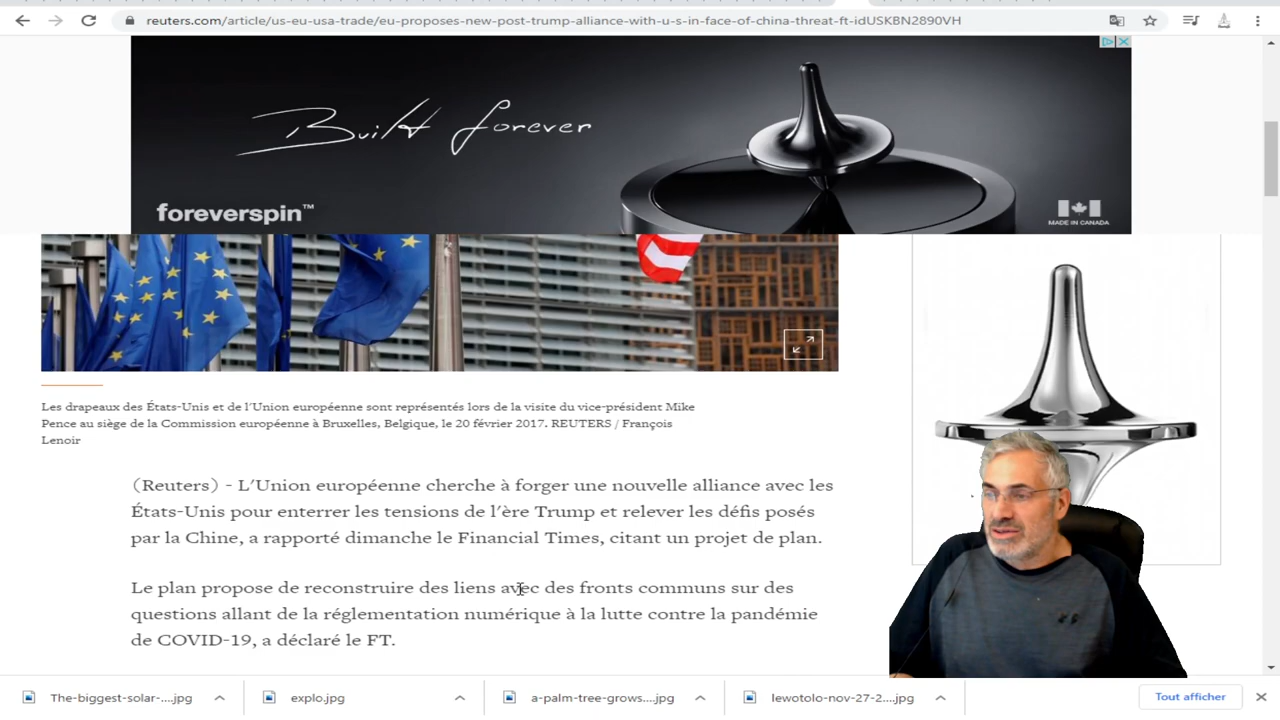 reuters.com/article/us-eu-usa-trade/eu-proposes-new-post-trump-alliance-with-u-s-in-face-of-china-threat-ft-idUSKBN2890VH
Built forever
foreverspin™
MADE IN CANADA
Les drapeaux des États-Unis et de l'Union européenne sont représentés lors de la visite du vice-président Mike
Pence au siège de la Commission européenne à Bruxelles, Belgique, le 20 février 2017. REUTERS / François
Lenoir
(Reuters) - L'Union européenne cherche à forger une nouvelle alliance avec les
États-Unis pour enterrer les tensions de l'ère Trump et relever les défis posés
par la Chine, a rapporté dimanche le Financial Times, citant un projet de plan.
Le plan propose de reconstruire des liens avec des fronts communs sur des
questions allant de la réglementation numérique à la lutte contre la pandémie
de COVID-19, a déclaré le FT.
The-biggest-solar-....jpg
explo.jpg
a-palm-tree-grows....jpg
lewotolo-nov-27-2....jpg
Tout afficher